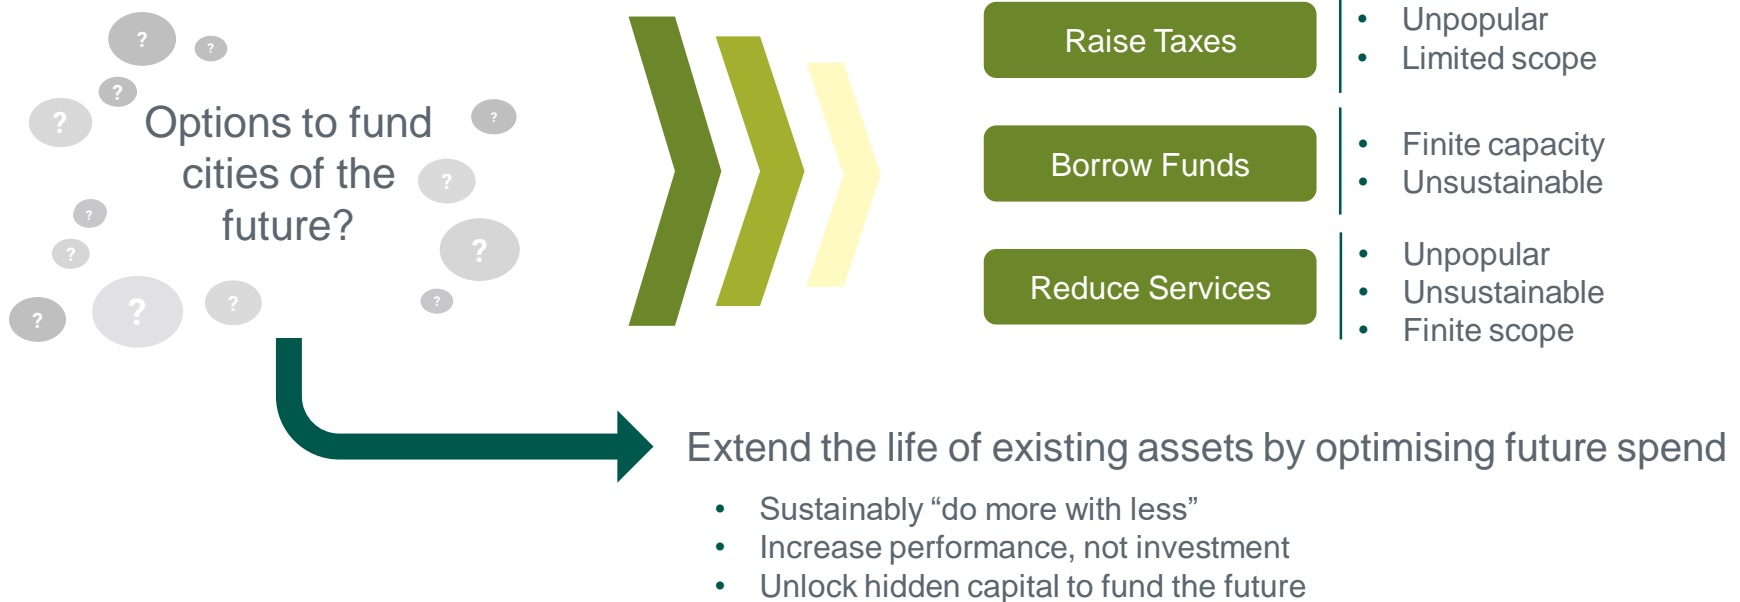 ?
?
?
?
?
?
?
?
?
?
?
?
?
?
Options to fund
cities of the
future?
Raise Taxes
• Unpopular
• Limited scope
Borrow Funds
• Finite capacity
• Unsustainable
Reduce Services
• Unpopular
• Unsustainable
• Finite scope
Extend the life of existing assets by optimising future spend
• Sustainably “do more with less”
• Increase performance, not investment
• Unlock hidden capital to fund the future